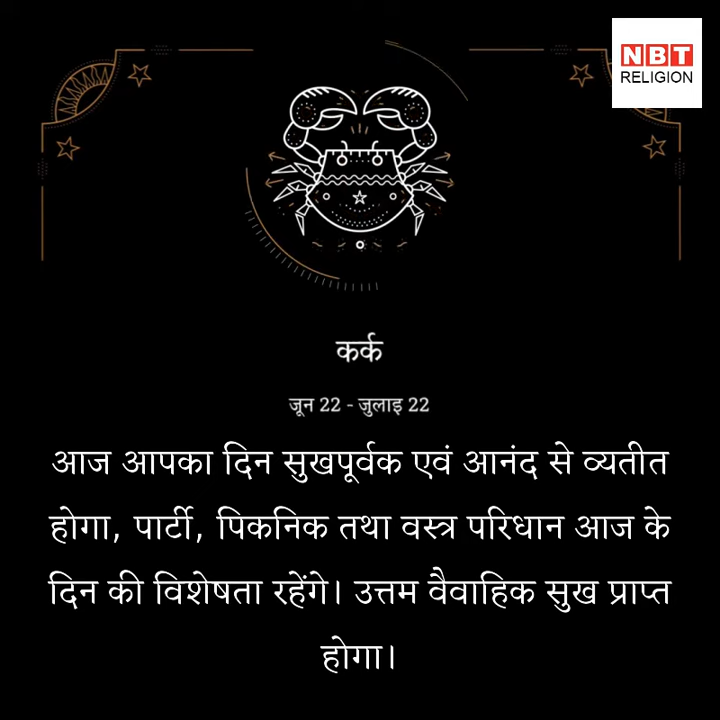 NBT
RELIGION
कर्क
जून 22 - जुलाइ 22
आज आपका दिन सुखपूर्वक एवं आनंद से व्यतीत
होगा, पार्टी, पिकनिक तथा वस्त्र परिधान आज के
दिन की विशेषता रहेंगे। उत्तम वैवाहिक सुख प्राप्त
होगा।